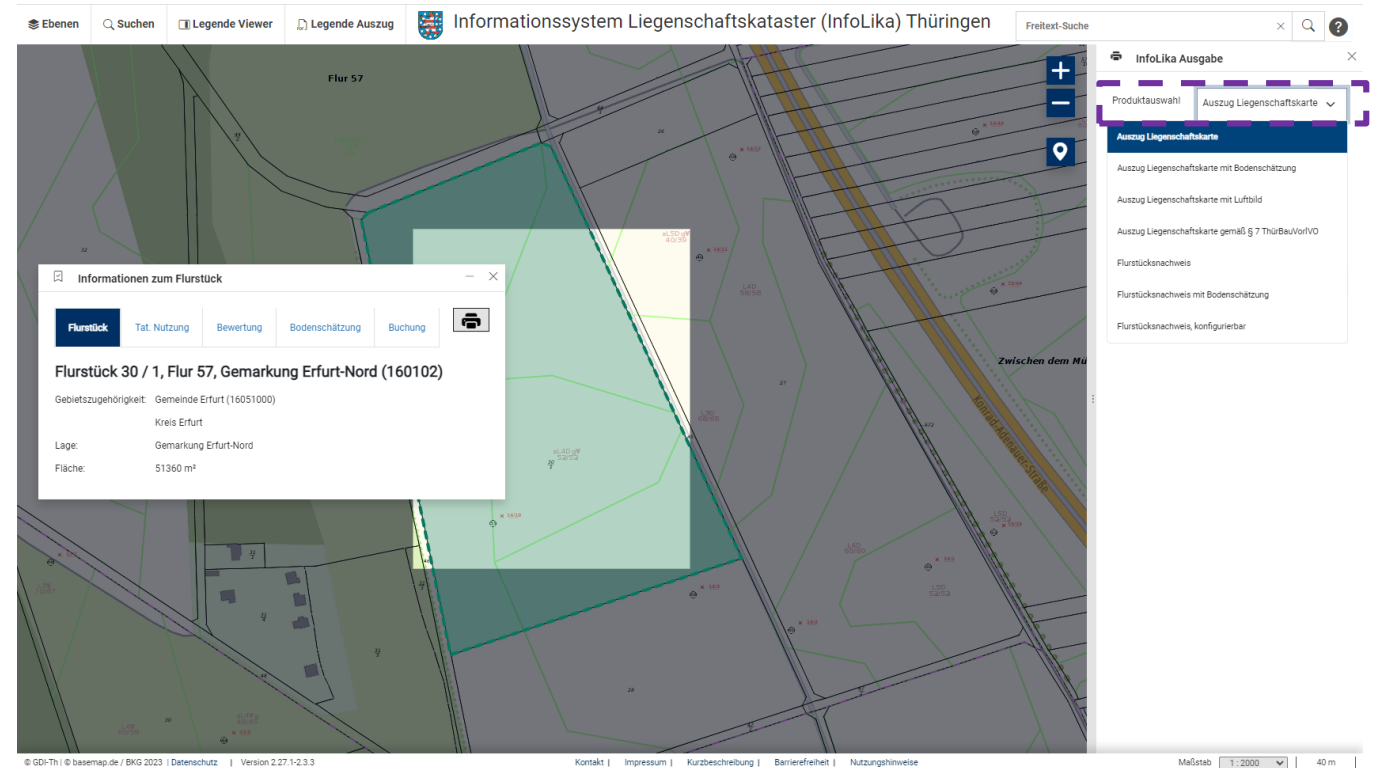 Ebenen
Suchen
Legende Viewer
Legende Auszug
Informationssystem Liegenschaftskataster (InfoLika) Thüringen
Freitext-Suche
InfoLika Ausgabe
Produktauswahl
Auszug Liegenschaftskarte
Auszug Liegenschaftskarte
Auszug Liegenschaftskarte mit Bodenschätzung
Auszug Liegenschaftskarte mit Luftbild
Auszug Liegenschaftskarte gemäß § 7 ThürBauVorlVO
Flurstücksnachweis
Flurstücksnachweis mit Bodenschätzung
Flurstücksnachweis, konfigurierbar
Flur 57
Zwischen dem Mü
Konrad-Adenauer-Straße
Informationen zum Flurstück
Flurstück
Tat. Nutzung
Bewertung
Bodenschätzung
Buchung
Flurstück 30 / 1, Flur 57, Gemarkung Erfurt-Nord (160102)
Gebietszugehörigkeit: Gemeinde Erfurt (16051000)
Kreis Erfurt
Lage: Gemarkung Erfurt-Nord
Fläche: 51360 m²
© GDI-Th | © basemap.de / BKG 2023 | Datenschutz | Version 2.27.1-2.3.3
Kontakt | Impressum | Kurzbeschreibung | Barrierefreiheit | Nutzungshinweise
Maßstab 1 : 2000 | 40 m |